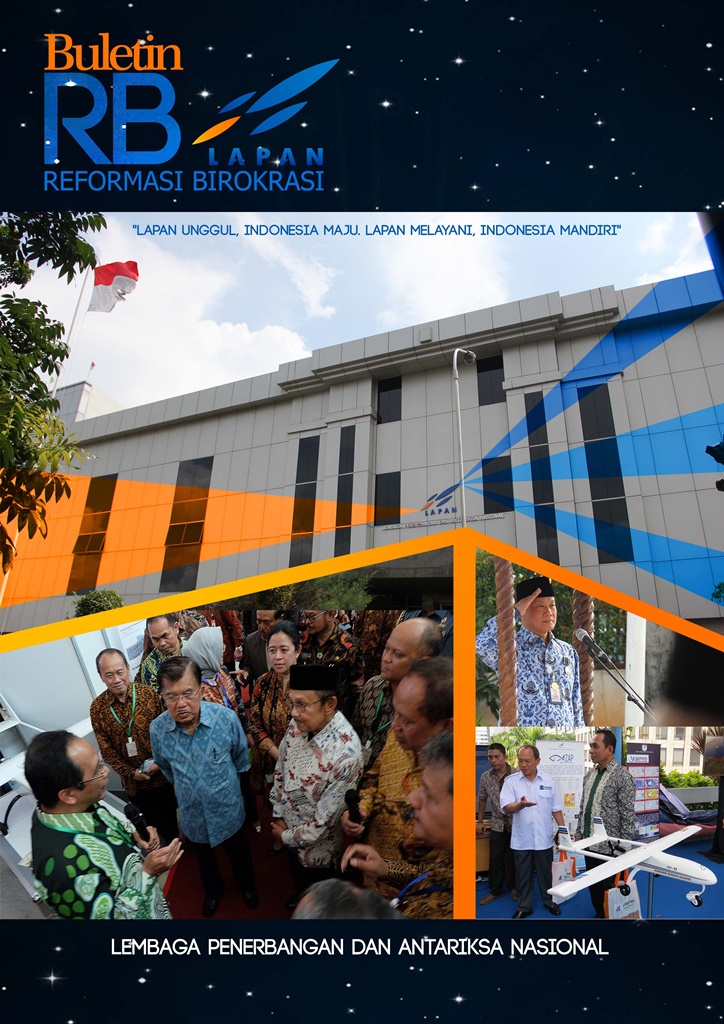 Buletin
RB
LAPAN
REFORMASI BIROKRASI
"LAPAN UNGGUL, INDONESIA MAJU. LAPAN MELAYANI, INDONESIA MANDIRI"
LAPAN
LEMBAGA PENERBANGAN DAN ANTARIKSA NASIONAL